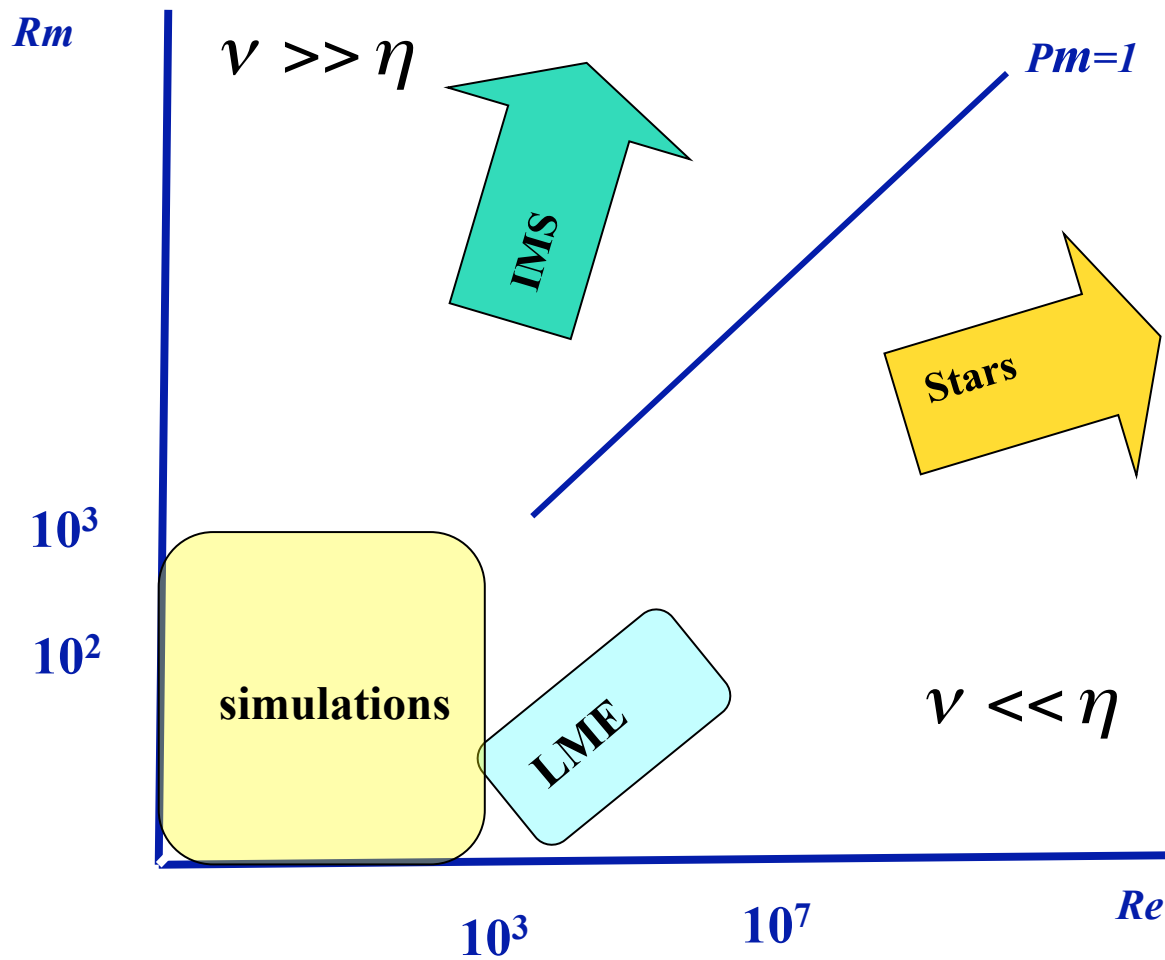 Rm
ν >> η
Pm=1
IMS
Stars
10³
10²
simulations
LME
ν << η
10³
10⁷
Re